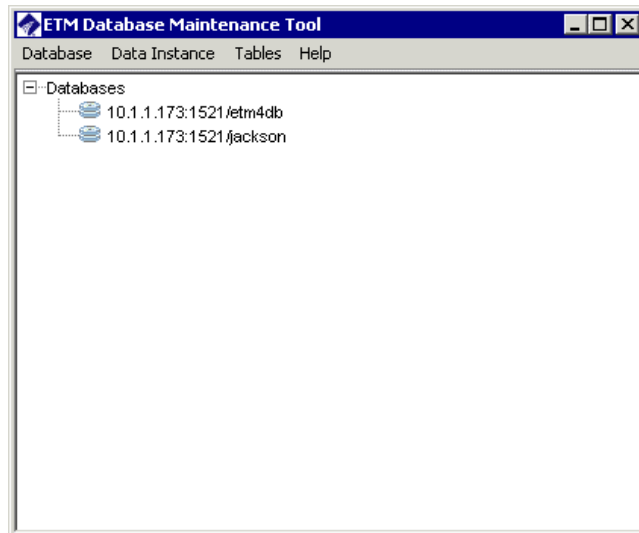 ETM Database Maintenance Tool
Database Data Instance Tables Help
Databases
10.1.1.173:1521/etm4db
10.1.1.173:1521/jackson